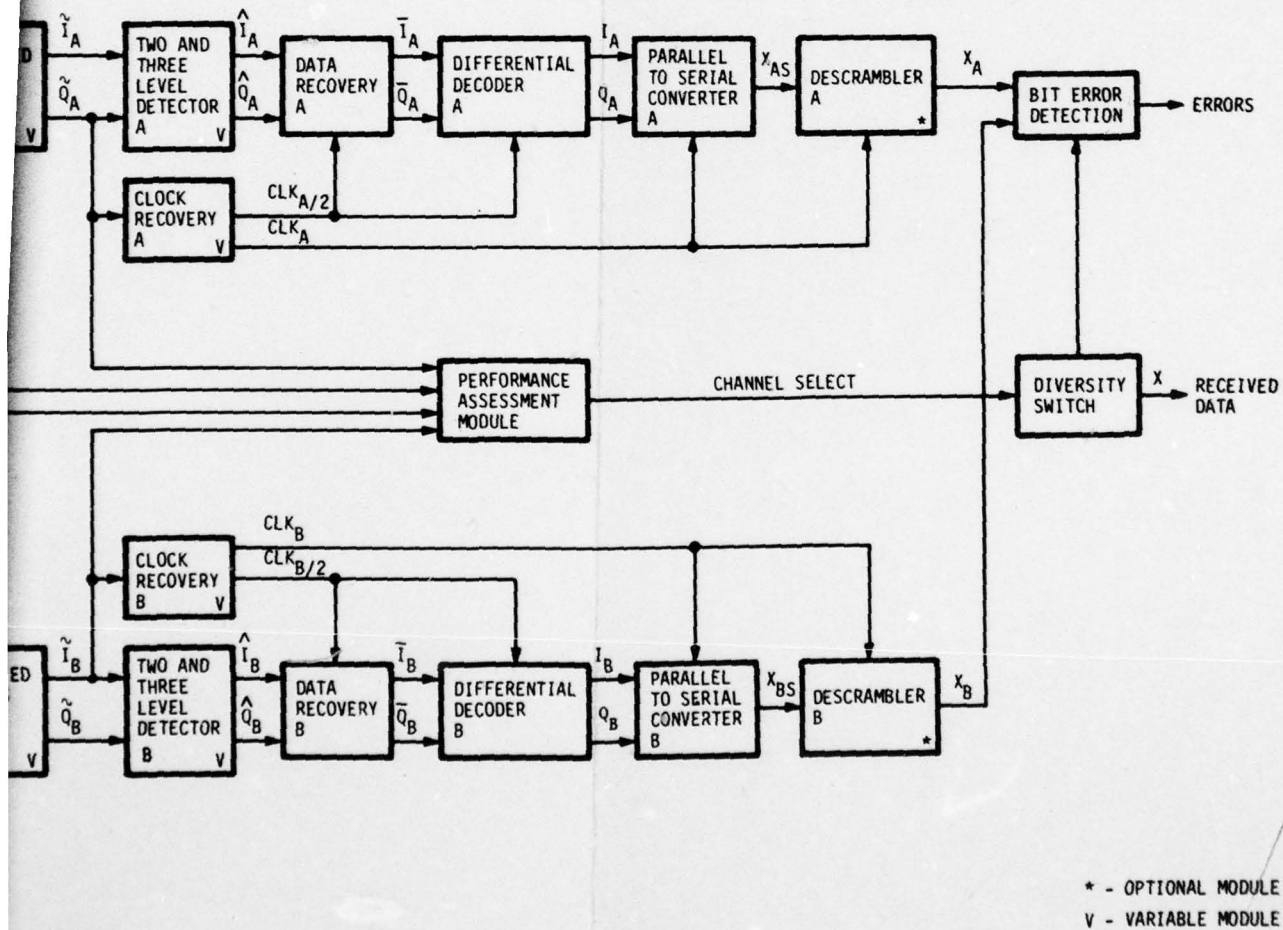 D
V
Ĩ_A
Q̃_A
TWO AND
THREE
LEVEL
DETECTOR
A
V
Î_A
Q̂_A
DATA
RECOVERY
A
Ī_A
Q̄_A
DIFFERENTIAL
DECODER
A
I_A
Q_A
PARALLEL
TO SERIAL
CONVERTER
A
X_AS
DESCRAMBLER
A
*
X_A
BIT ERROR
DETECTION
ERRORS
CLOCK
RECOVERY
A
V
CLK_A/2
CLK_A
PERFORMANCE
ASSESSMENT
MODULE
CHANNEL SELECT
DIVERSITY
SWITCH
X
RECEIVED
DATA
CLOCK
RECOVERY
B
V
CLK_B
CLK_B/2
ED
V
Ĩ_B
Q̃_B
TWO AND
THREE
LEVEL
DETECTOR
B
V
Î_B
Q̂_B
DATA
RECOVERY
B
Ī_B
Q̄_B
DIFFERENTIAL
DECODER
B
I_B
Q_B
PARALLEL
TO SERIAL
CONVERTER
B
X_BS
DESCRAMBLER
B
*
X_B
* - OPTIONAL MODULE
V - VARIABLE MODULE